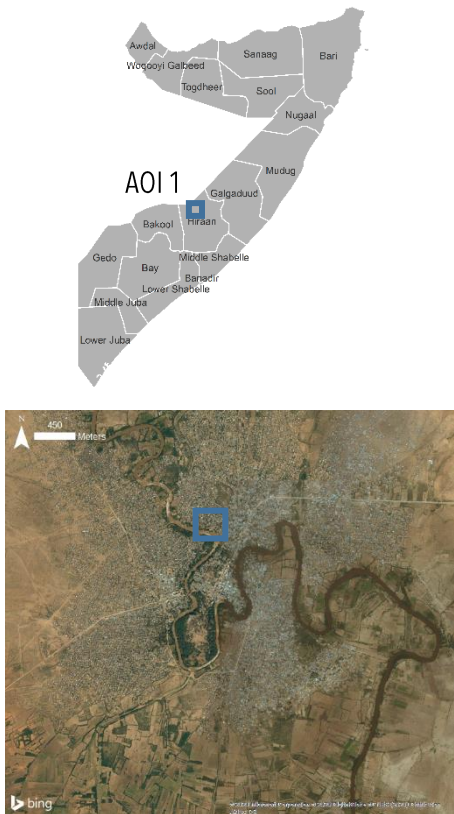 Awdal
Woqooyi Galbeed
Sanaag
Bari
Togdheer
Sool
Nugaal
Mudug
AOI 1
Galgaduud
Hiraan
Bakool
Gedo
Middle Shabelle
Bay
Banadir
Lower Shabelle
Middle Juba
Lower Juba
N
450
Meters
bing